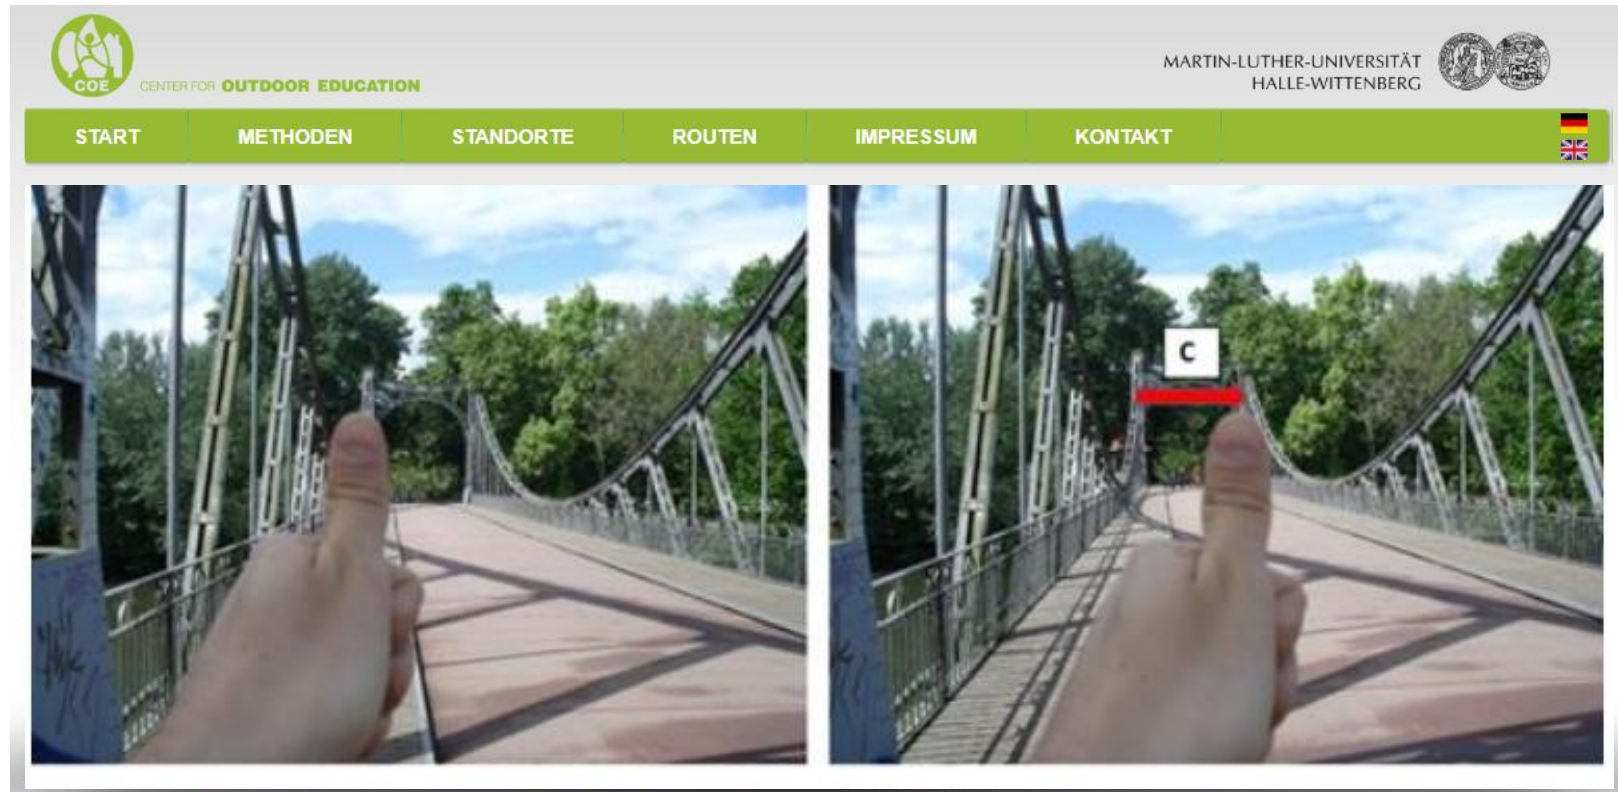 COE
CENTER FOR OUTDOOR EDUCATION
MARTIN-LUTHER-UNIVERSITÄT
HALLE-WITTENBERG
START METHODEN STANDORTE ROUTEN IMPRESSUM KONTAKT
C